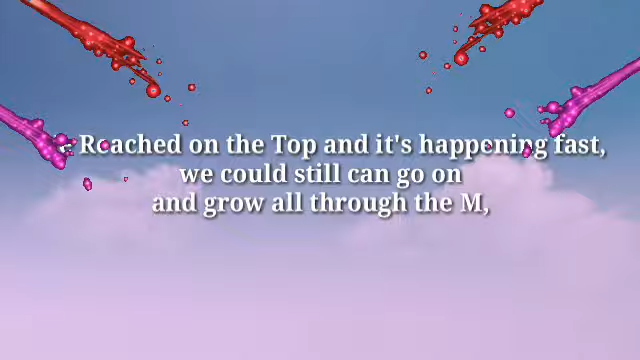 Reached on the Top and it's happening fast,
we could still can go on
and grow all through the M,